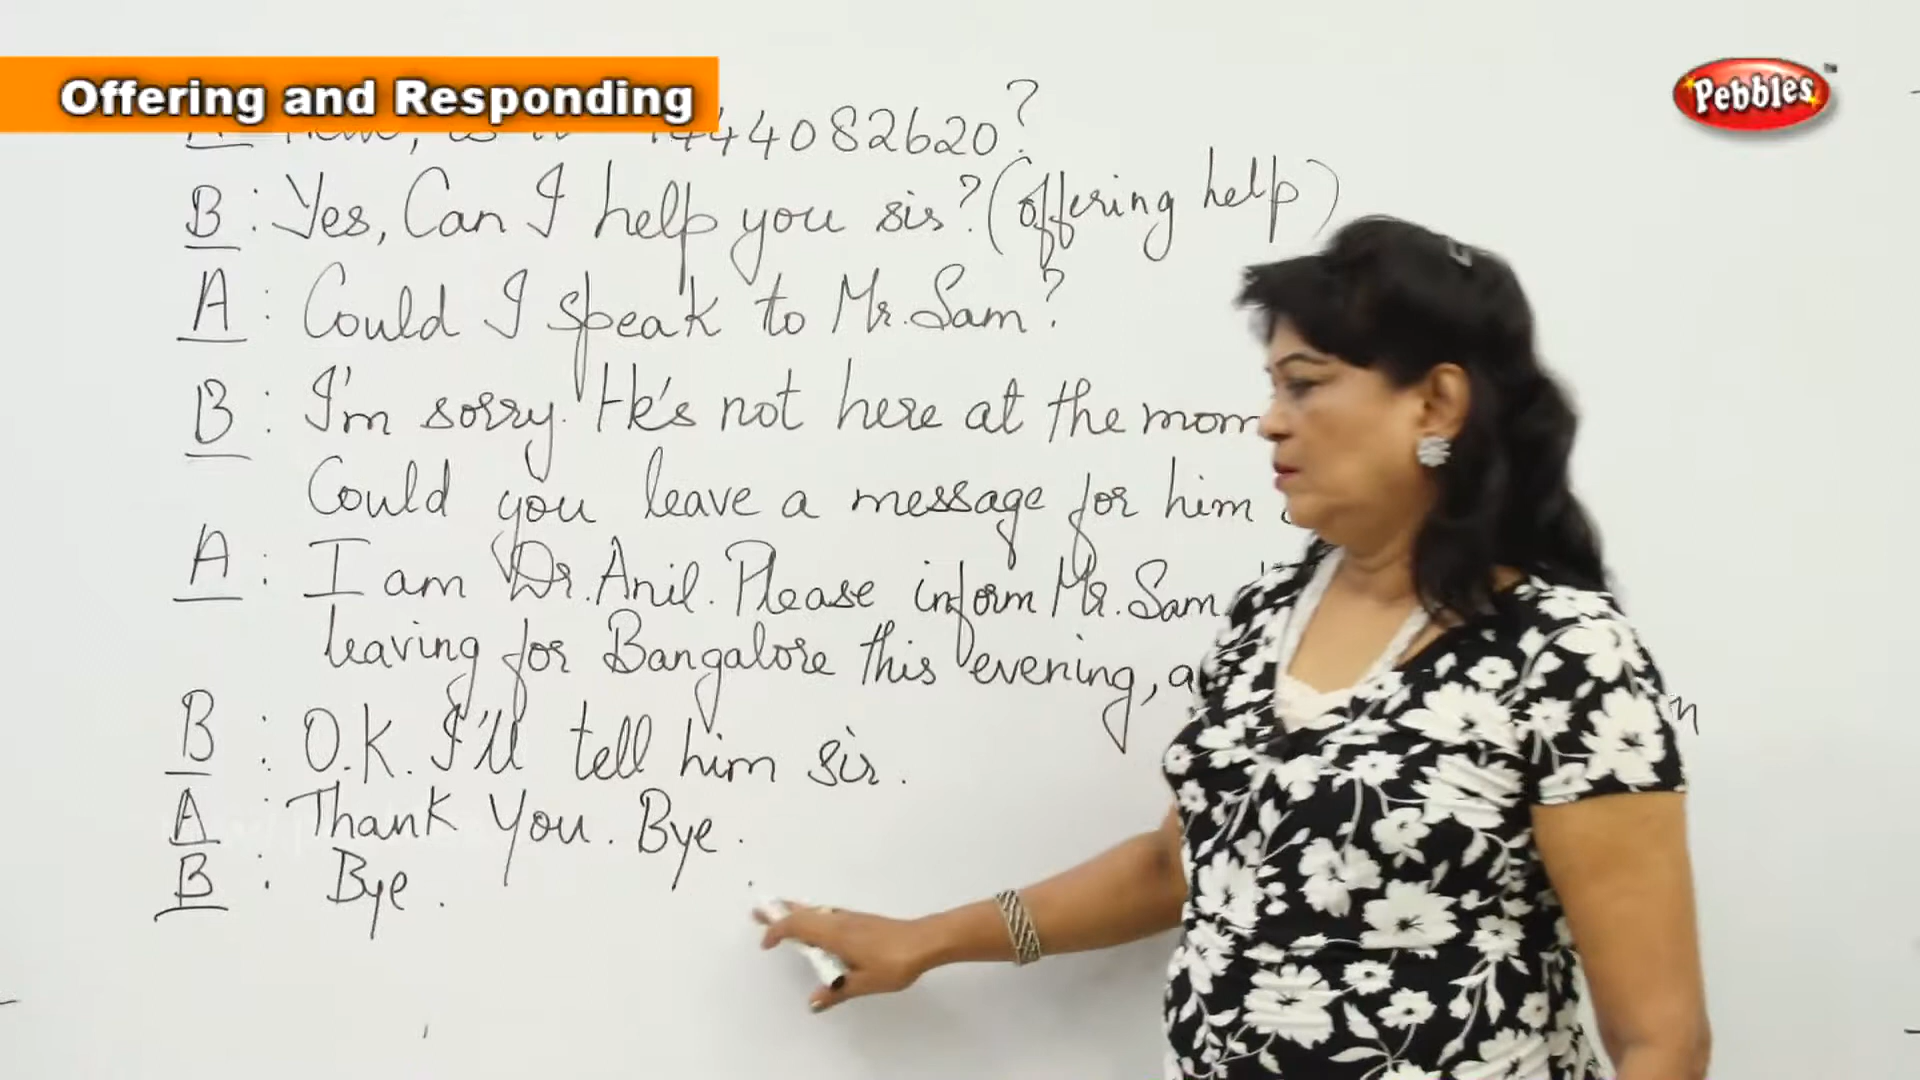 Offering and Responding
Pebbles
TM
4082620?
B : Yes, Can I help you sis? (offering help)
A : Could I speak to Mr. Sam?
B : I'm sorry. He's not here at the mom
Could you leave a message for him
A : I am Dr. Anil. Please inform Mr. Sam
leaving for Bangalore this evening, a
B : O.K. I'll tell him sir.
A : Thank You. Bye.
B : Bye.